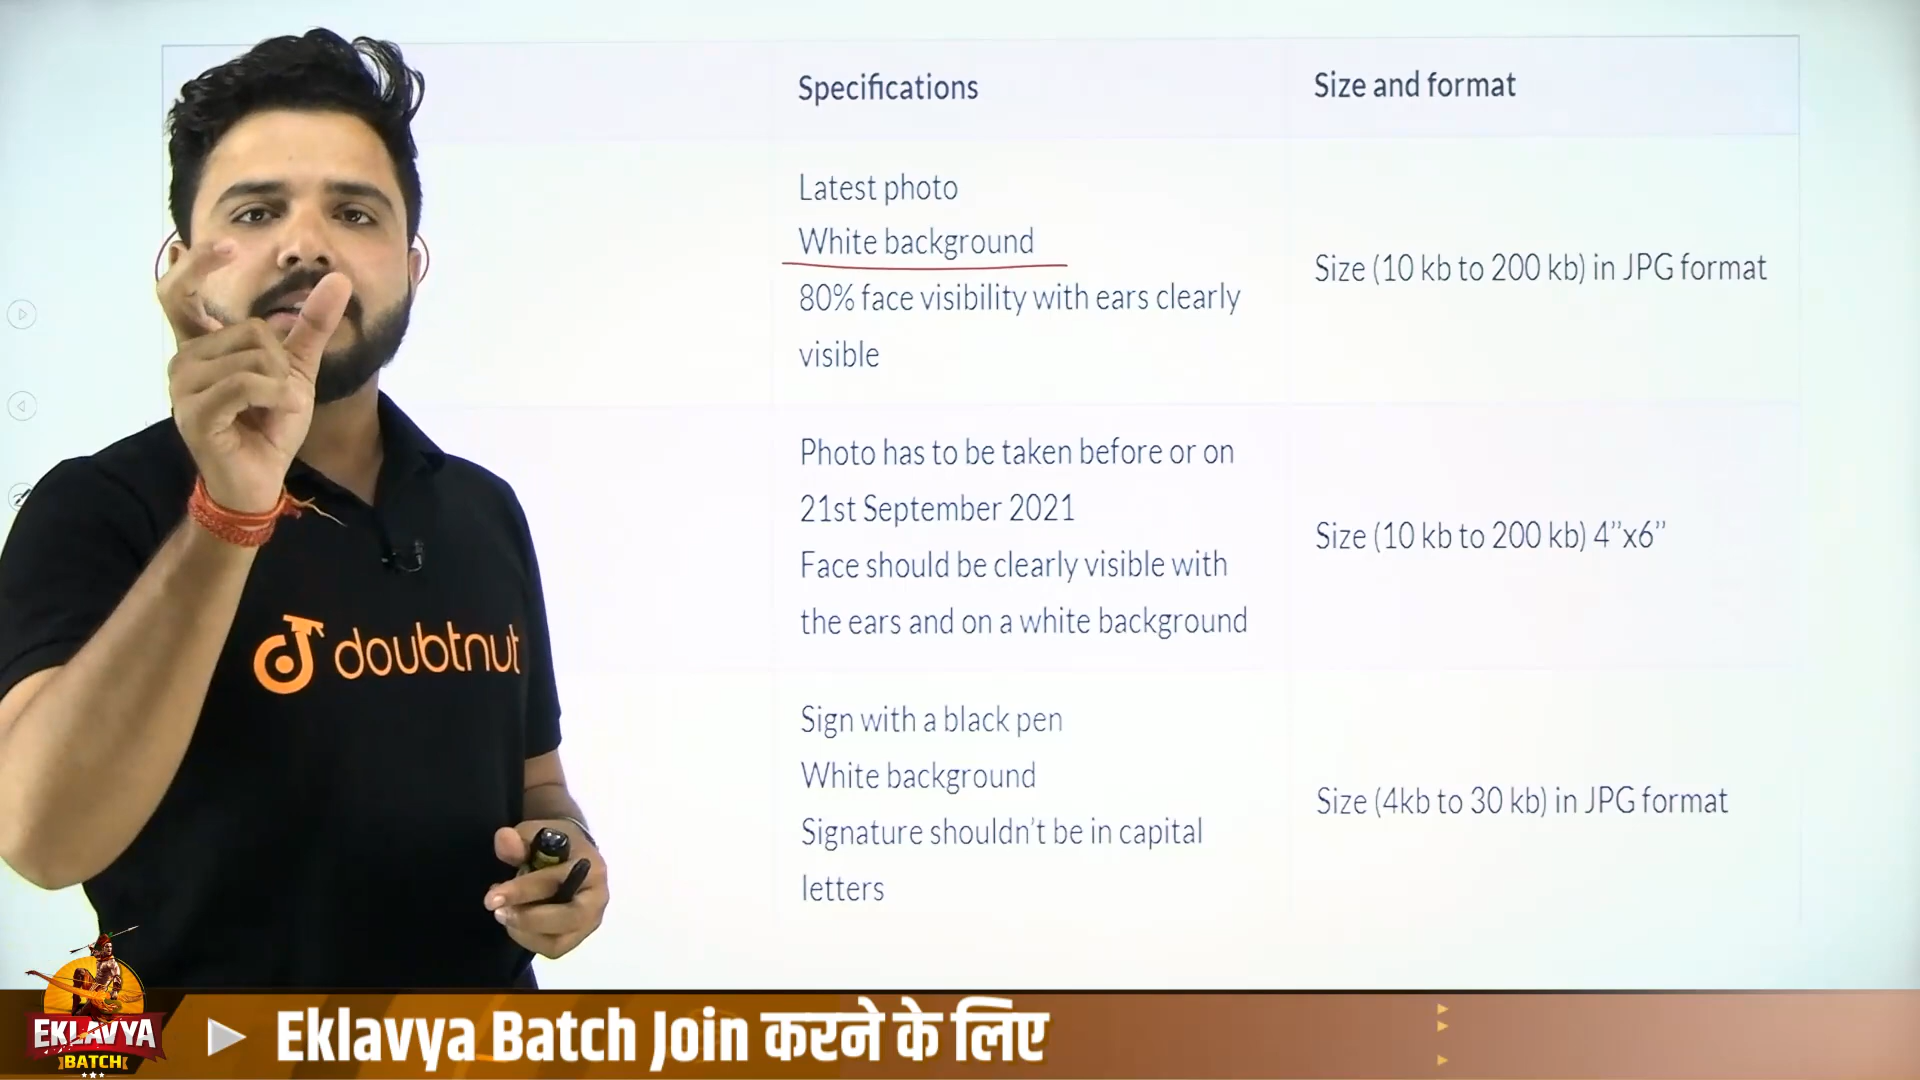 Specifications
Size and format
Latest photo
White background
80% face visibility with ears clearly
visible
Size (10 kb to 200 kb) in JPG format
Photo has to be taken before or on
21st September 2021
Face should be clearly visible with
the ears and on a white background
Size (10 kb to 200 kb) 4”x6”
Sign with a black pen
White background
Signature shouldn’t be in capital
letters
Size (4kb to 30 kb) in JPG format
doubtnut
EKLAVYA
BATCH
Eklavya Batch Join करने के लिए